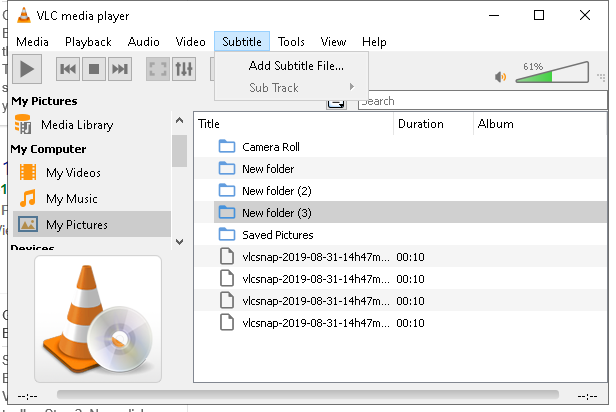 VLC media player
Media Playback Audio Video Subtitle Tools View Help
Add Subtitle File...
Sub Track
61%
My Pictures
Media Library
My Computer
My Videos
My Music
My Pictures
Devices
Search
Title Duration Album
Camera Roll
New folder
New folder (2)
New folder (3)
Saved Pictures
vlcsnap-2019-08-31-14h47m... 00:10
vlcsnap-2019-08-31-14h47m... 00:10
vlcsnap-2019-08-31-14h47m... 00:10
vlcsnap-2019-08-31-14h47m... 00:10
--:-- --:--